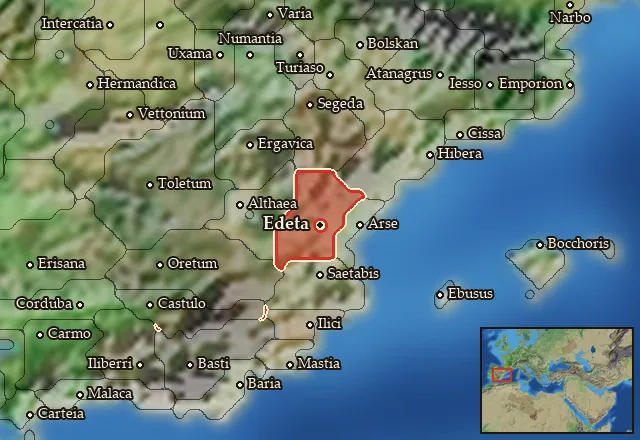 Varia
Narbo
Intercatia
Numantia
Bolskan
Uxama
Turiaso
Atanagrus
Hermandica
Iesso
Emporion
Segeda
Vettonium
Cissa
Ergavica
Hibera
Toletum
Althaea
Edeta
Arse
Bocchoris
Erisana
Oretum
Saetabis
Ebusus
Corduba
Castulo
Ilici
Carmo
Iliberri
Basti
Mastia
Baria
Malaca
Carteia